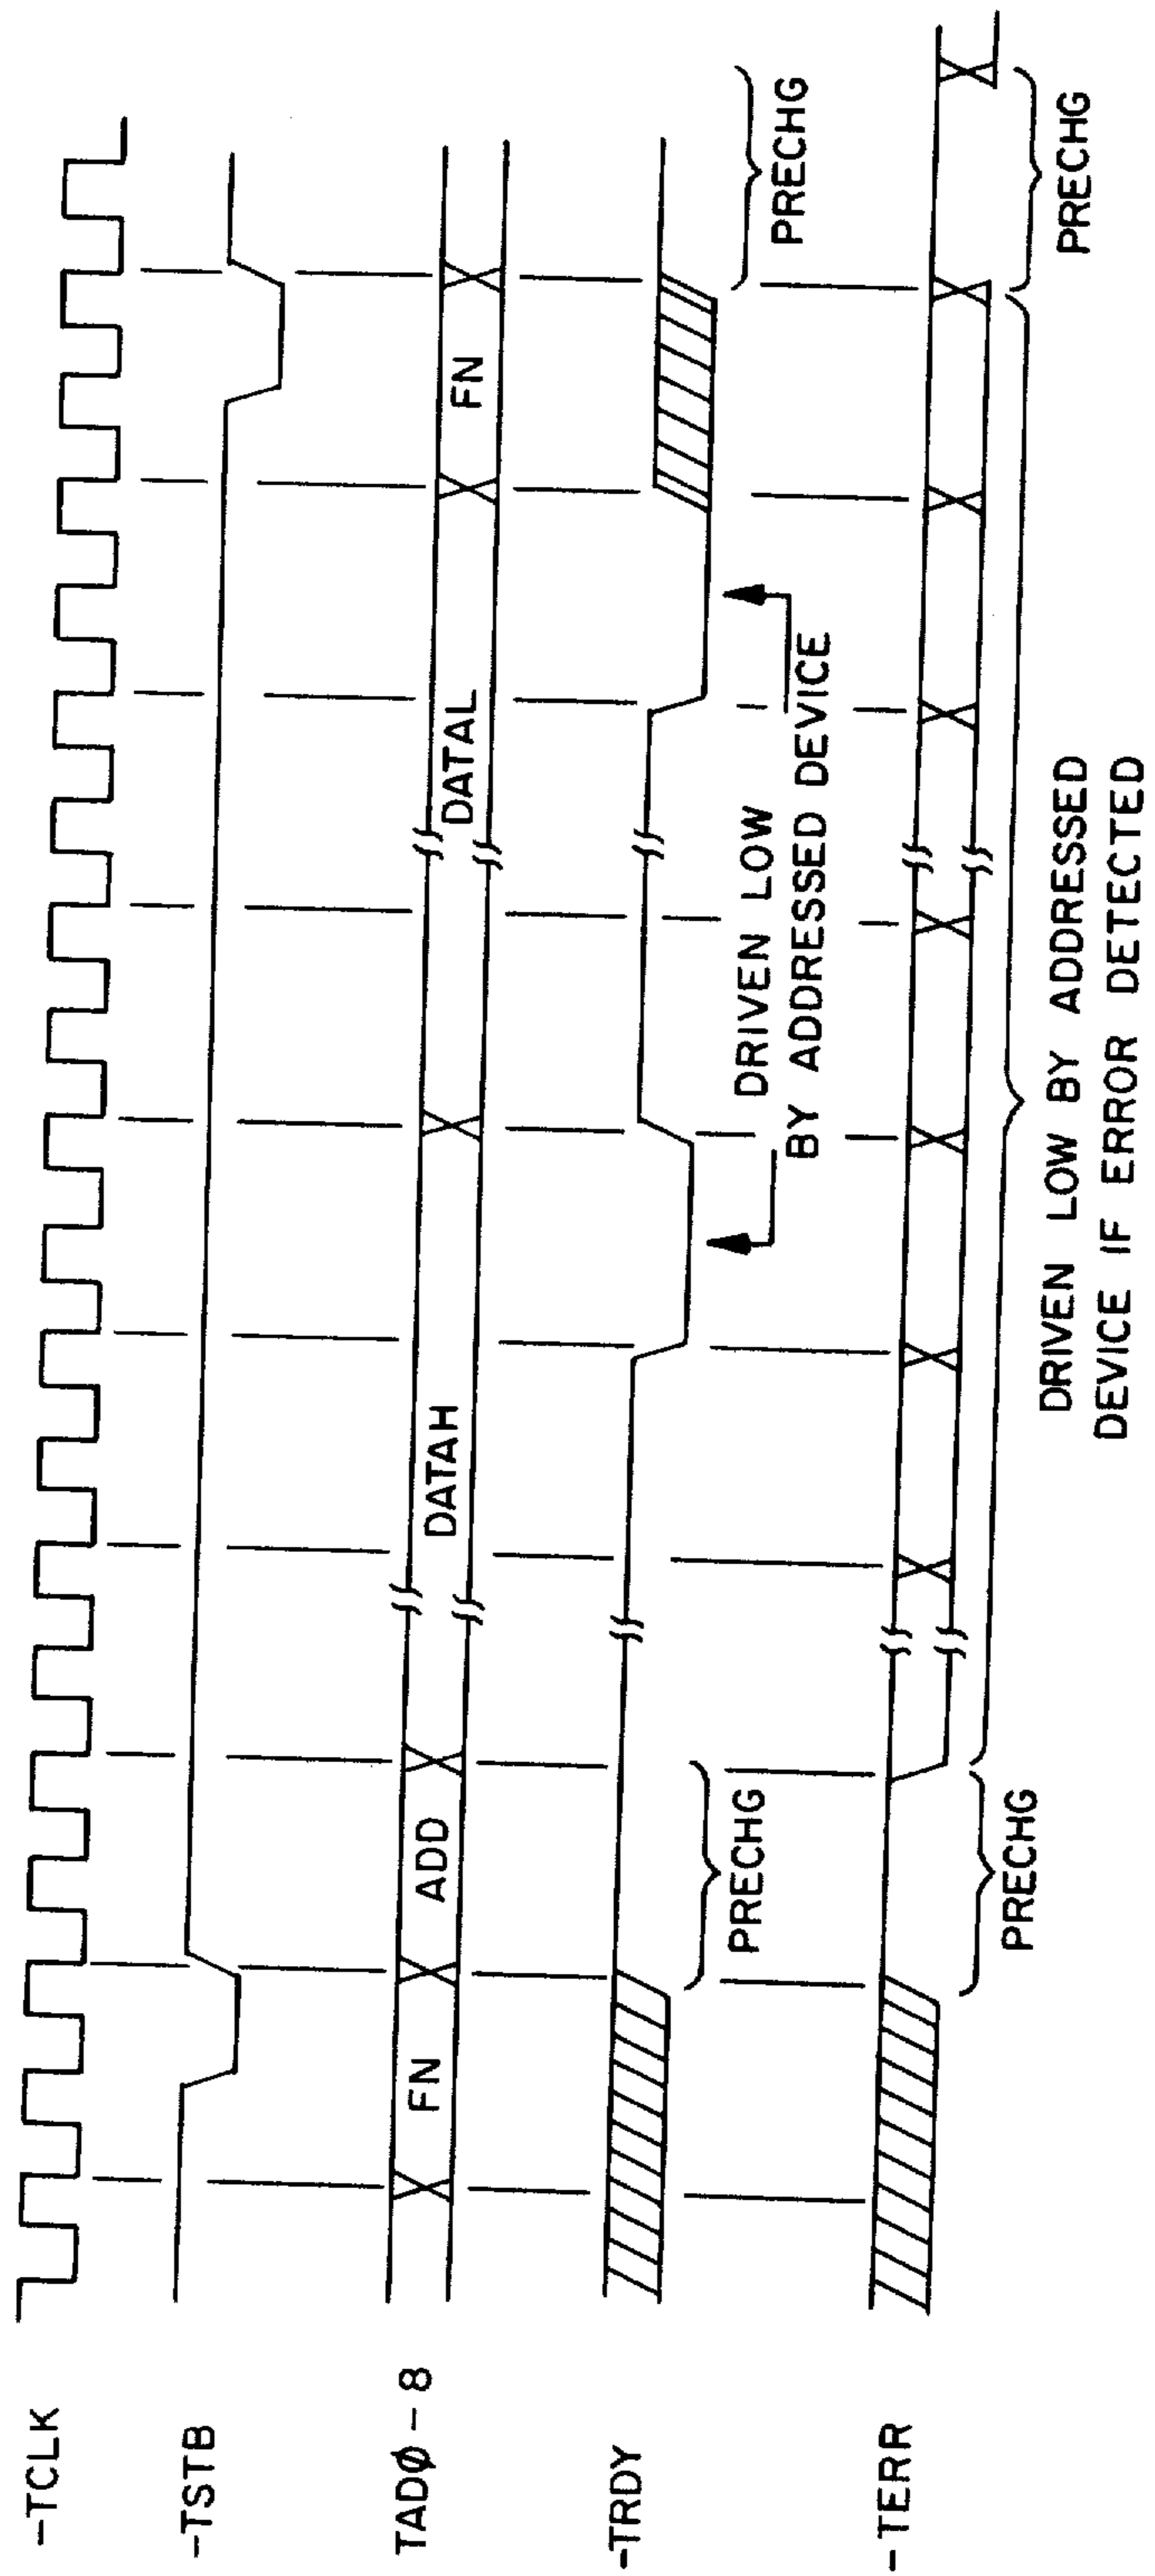 -TCLK
-TSTB
TADØ-8
FN
ADD
DATAH
DATAL
FN
-TRDY
PRECHG
DRIVEN LOW
BY ADDRESSED DEVICE
PRECHG
-TERR
PRECHG
DRIVEN LOW BY ADDRESSED
DEVICE IF ERROR DETECTED
PRECHG